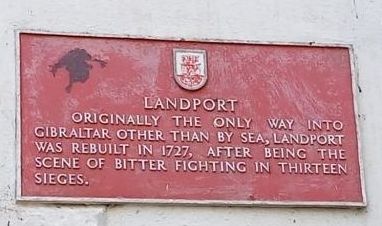 LANDPORT
ORIGINALLY THE ONLY WAY INTO
GIBRALTAR OTHER THAN BY SEA, LANDPORT
WAS REBUILT IN 1727, AFTER BEING THE
SCENE OF BITTER FIGHTING IN THIRTEEN
SIEGES.